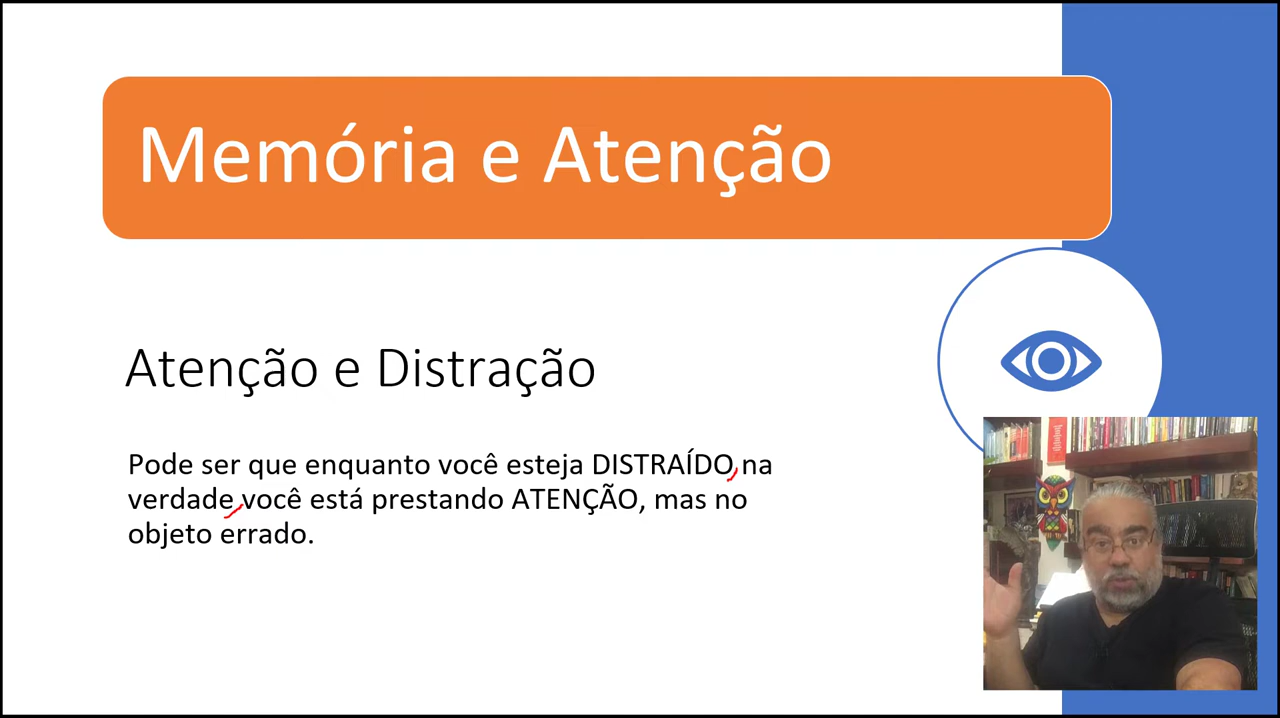 Memória e Atenção
Atenção e Distração
Pode ser que enquanto você esteja DISTRAÍDO, na
verdade, você está prestando ATENÇÃO, mas no
objeto errado.